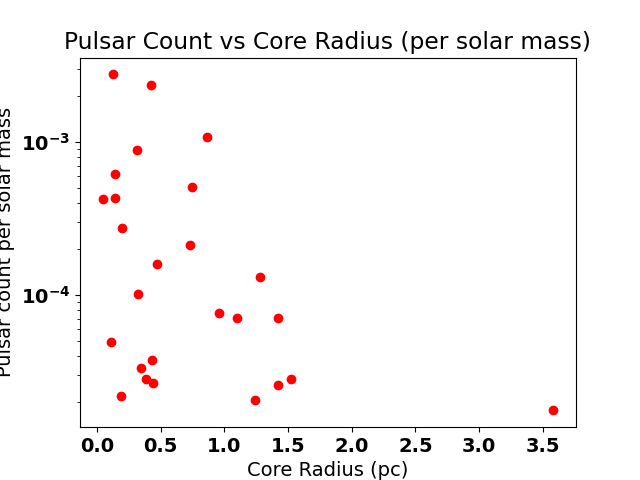 Pulsar Count vs Core Radius (per solar mass)
Pulsar count per solar mass
10⁻³
10⁻⁴
0.0 0.5 1.0 1.5 2.0 2.5 3.0 3.5
Core Radius (pc)